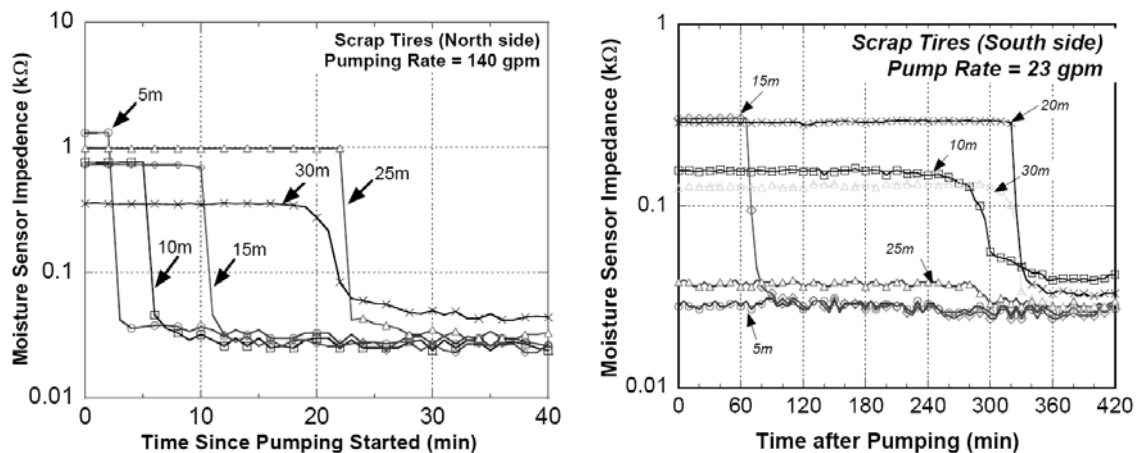 Scrap Tires (North side)
Pumping Rate = 140 gpm
Moisture Sensor Impedence (kΩ)
10
1
0.1
0.01
5m
30m
25m
10m
15m
0
10
20
30
40
Time Since Pumping Started (min)
Scrap Tires (South side)
Pump Rate = 23 gpm
Moisture Sensor Impedance (kΩ)
1
0.1
0.01
15m
20m
10m
30m
25m
5m
0
60
120
180
240
300
360
420
Time after Pumping (min)